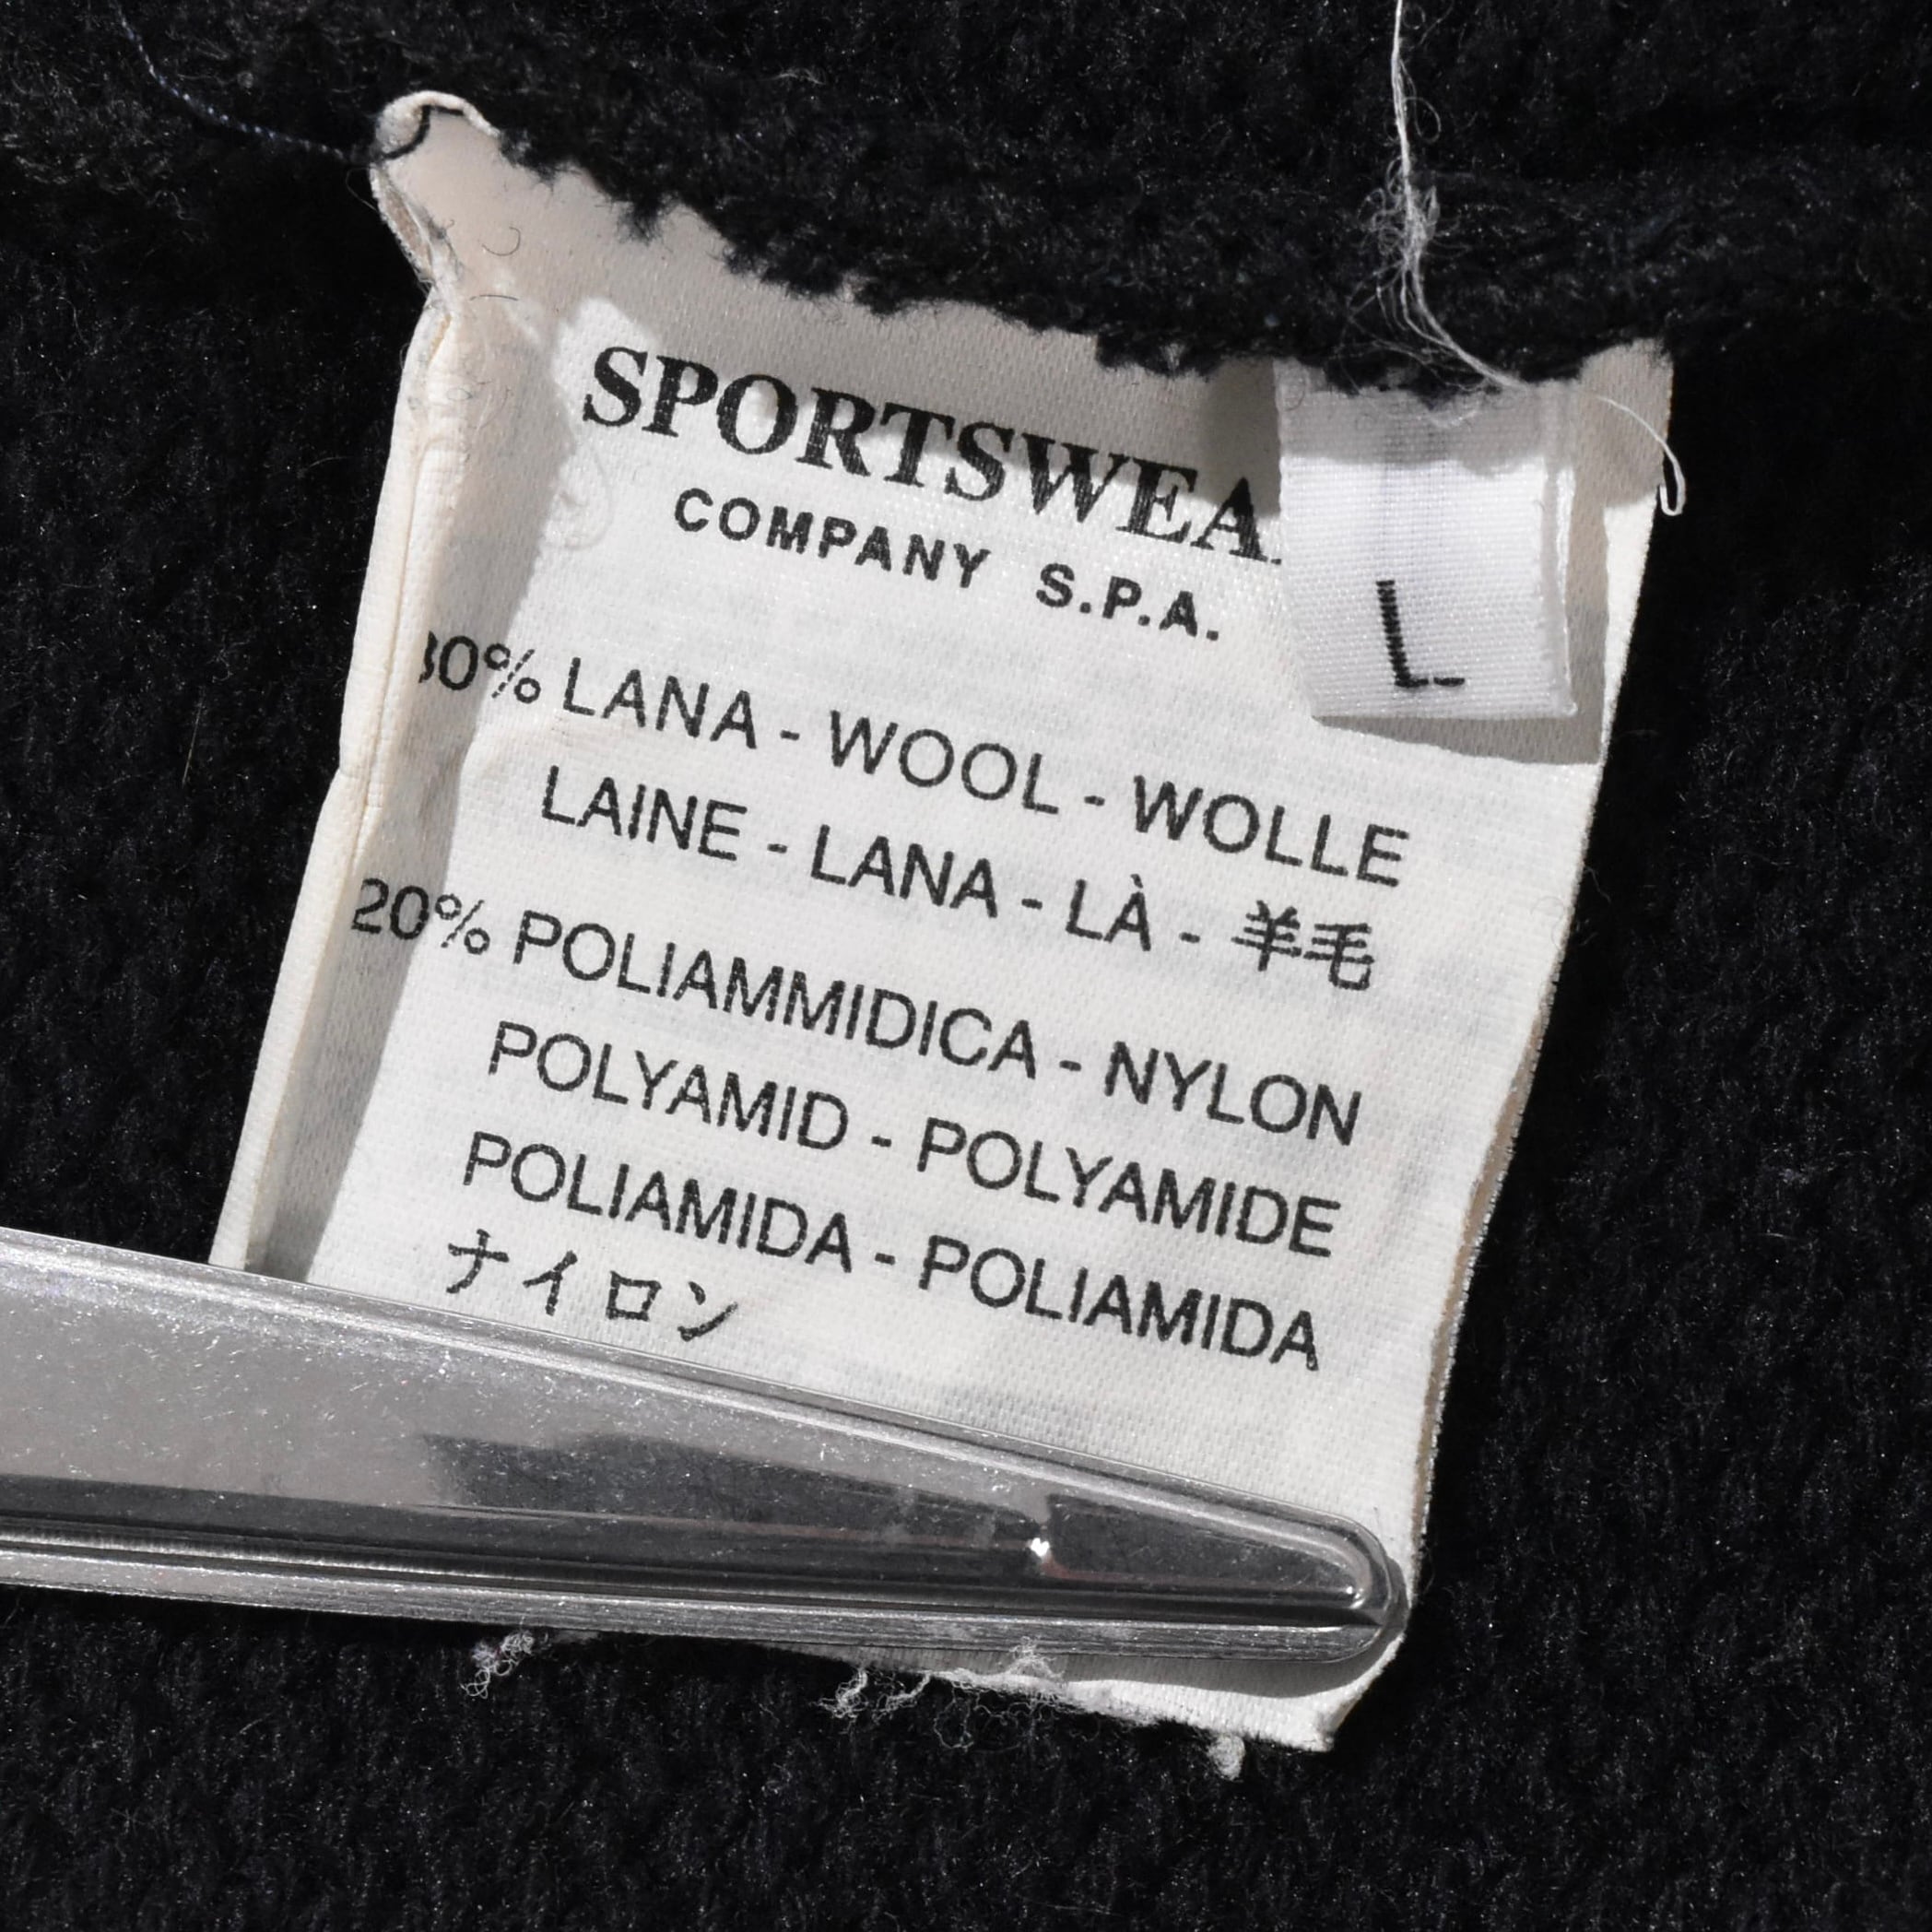 SPORTSWEA
COMPANY S.P.A.
L
80% LANA - WOOL - WOLLE
LAINE - LANA - LÀ - 羊毛
20% POLIAMMIDICA - NYLON
POLYAMID - POLYAMIDE
POLIAMIDA - POLIAMIDA
ナイロン